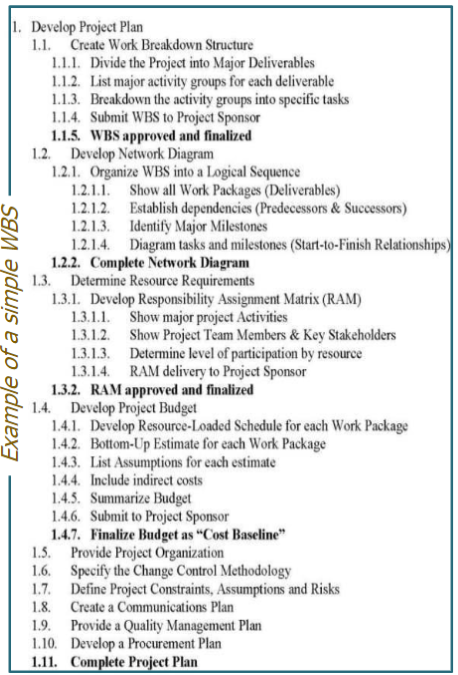 Example of a simple WBS
1. Develop Project Plan
1.1. Create Work Breakdown Structure
1.1.1. Divide the Project into Major Deliverables
1.1.2. List major activity groups for each deliverable
1.1.3. Breakdown the activity groups into specific tasks
1.1.4. Submit WBS to Project Sponsor
1.1.5. WBS approved and finalized
1.2. Develop Network Diagram
1.2.1. Organize WBS into a Logical Sequence
1.2.1.1. Show all Work Packages (Deliverables)
1.2.1.2. Establish dependencies (Predecessors & Successors)
1.2.1.3. Identify Major Milestones
1.2.1.4. Diagram tasks and milestones (Start-to-Finish Relationships)
1.2.2. Complete Network Diagram
1.3. Determine Resource Requirements
1.3.1. Develop Responsibility Assignment Matrix (RAM)
1.3.1.1. Show major project Activities
1.3.1.2. Show Project Team Members & Key Stakeholders
1.3.1.3. Determine level of participation by resource
1.3.1.4. RAM delivery to Project Sponsor
1.3.2. RAM approved and finalized
1.4. Develop Project Budget
1.4.1. Develop Resource-Loaded Schedule for each Work Package
1.4.2. Bottom-Up Estimate for each Work Package
1.4.3. List Assumptions for each estimate
1.4.4. Include indirect costs
1.4.5. Summarize Budget
1.4.6. Submit to Project Sponsor
1.4.7. Finalize Budget as “Cost Baseline”
1.5. Provide Project Organization
1.6. Specify the Change Control Methodology
1.7. Define Project Constraints, Assumptions and Risks
1.8. Create a Communications Plan
1.9. Provide a Quality Management Plan
1.10. Develop a Procurement Plan
1.11. Complete Project Plan